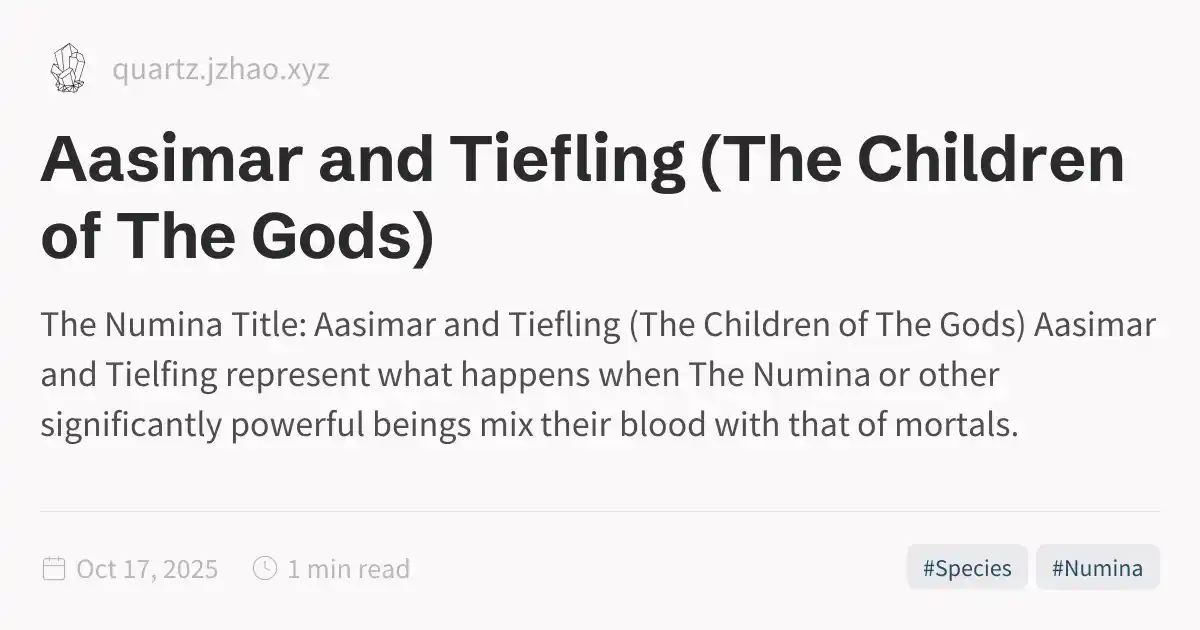 quartz.jzhao.xyz
Aasimar and Tiefling (The Children
of The Gods)
The Numina Title: Aasimar and Tiefling (The Children of The Gods) Aasimar
and Tielfing represent what happens when The Numina or other
significantly powerful beings mix their blood with that of mortals.
Oct 17, 2025 1 min read #Species #Numina